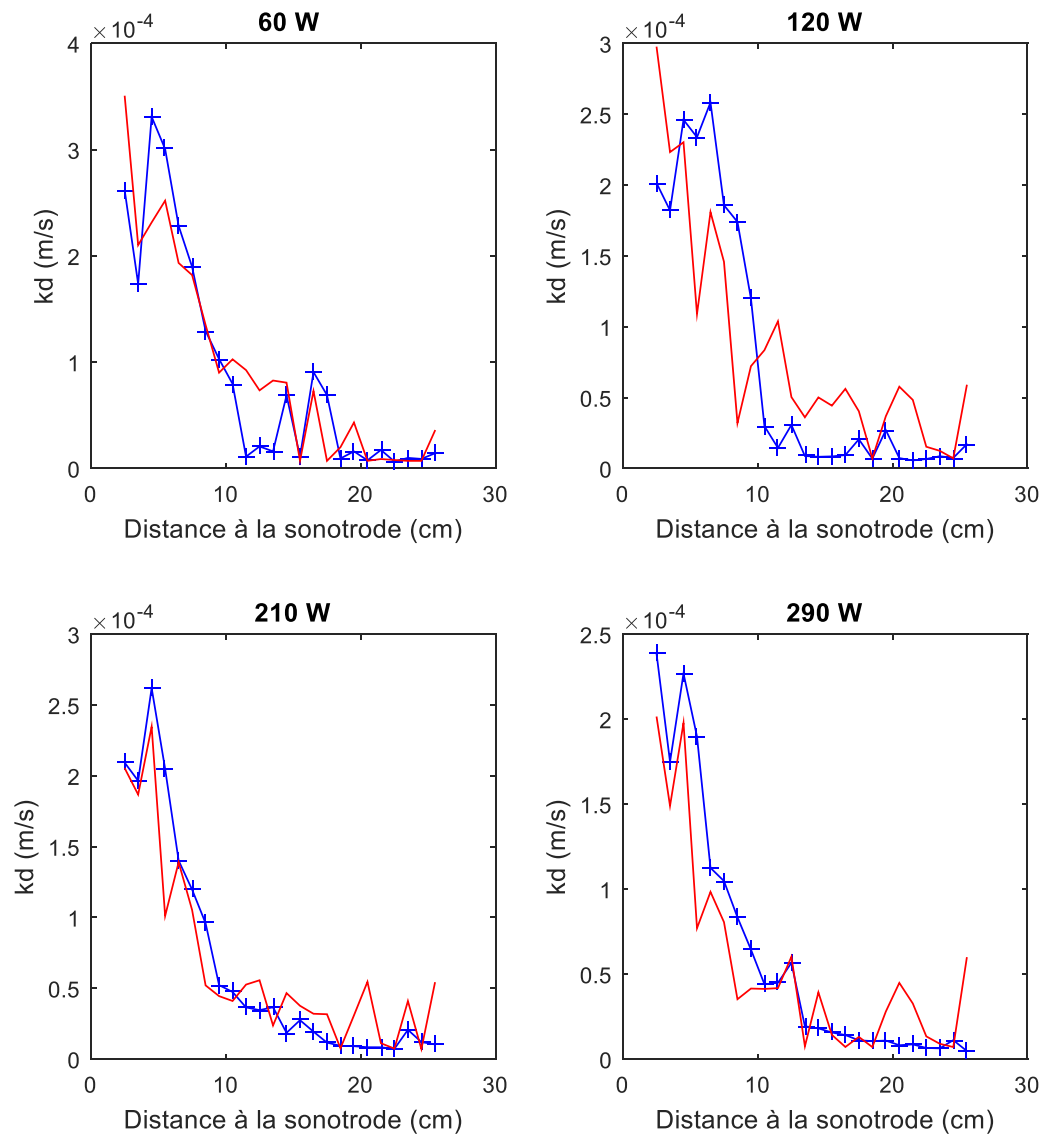 60 W
×10⁻⁴
kd (m/s)
4
3
2
1
0
0 10 20 30
Distance à la sonotrode (cm)
120 W
×10⁻⁴
kd (m/s)
3
2.5
2
1.5
1
0.5
0
0 10 20 30
Distance à la sonotrode (cm)
210 W
×10⁻⁴
kd (m/s)
3
2.5
2
1.5
1
0.5
0
0 10 20 30
Distance à la sonotrode (cm)
290 W
×10⁻⁴
kd (m/s)
2.5
2
1.5
1
0.5
0
0 10 20 30
Distance à la sonotrode (cm)